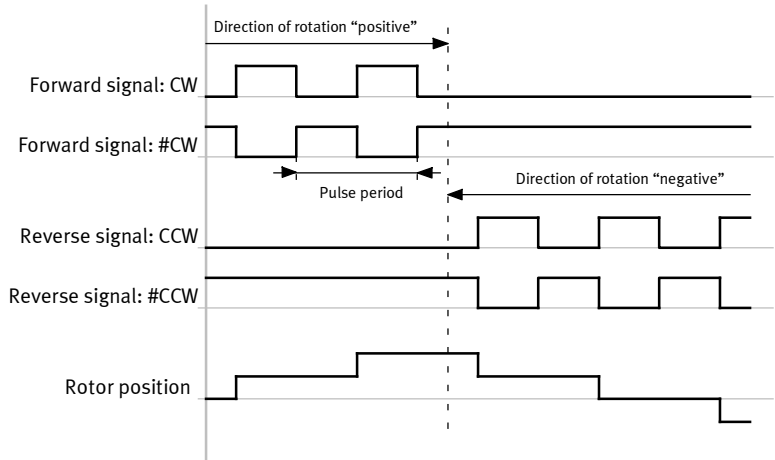 Direction of rotation “positive”
Forward signal: CW
Forward signal: #CW
Pulse period
Direction of rotation “negative”
Reverse signal: CCW
Reverse signal: #CCW
Rotor position